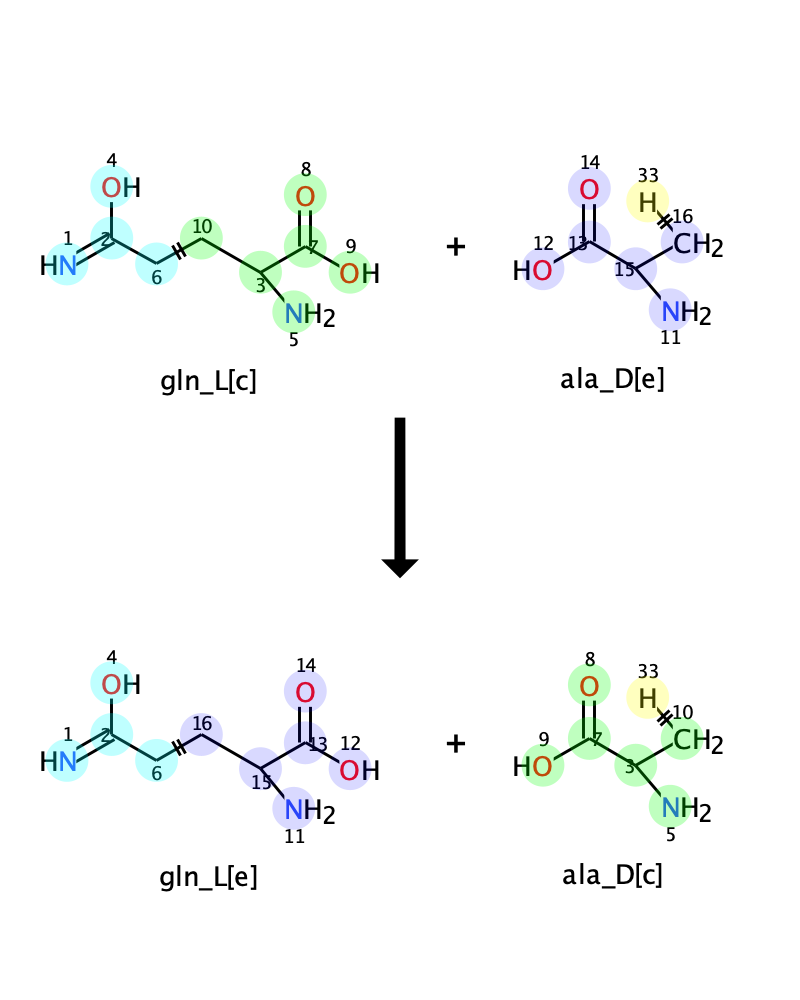 4 8 14 33
OH O O H
1 2 10 7 9 + 12 13 16
HN 6 3 OH HO 15 CH2
NH2 NH2
5 11
gln_L[c] ala_D[e]
4 14 8 33
OH O O H
1 2 16 13 12 + 9 7 10
HN 6 15 OH HO 3 CH2
NH2 NH2
11 5
gln_L[e] ala_D[c]